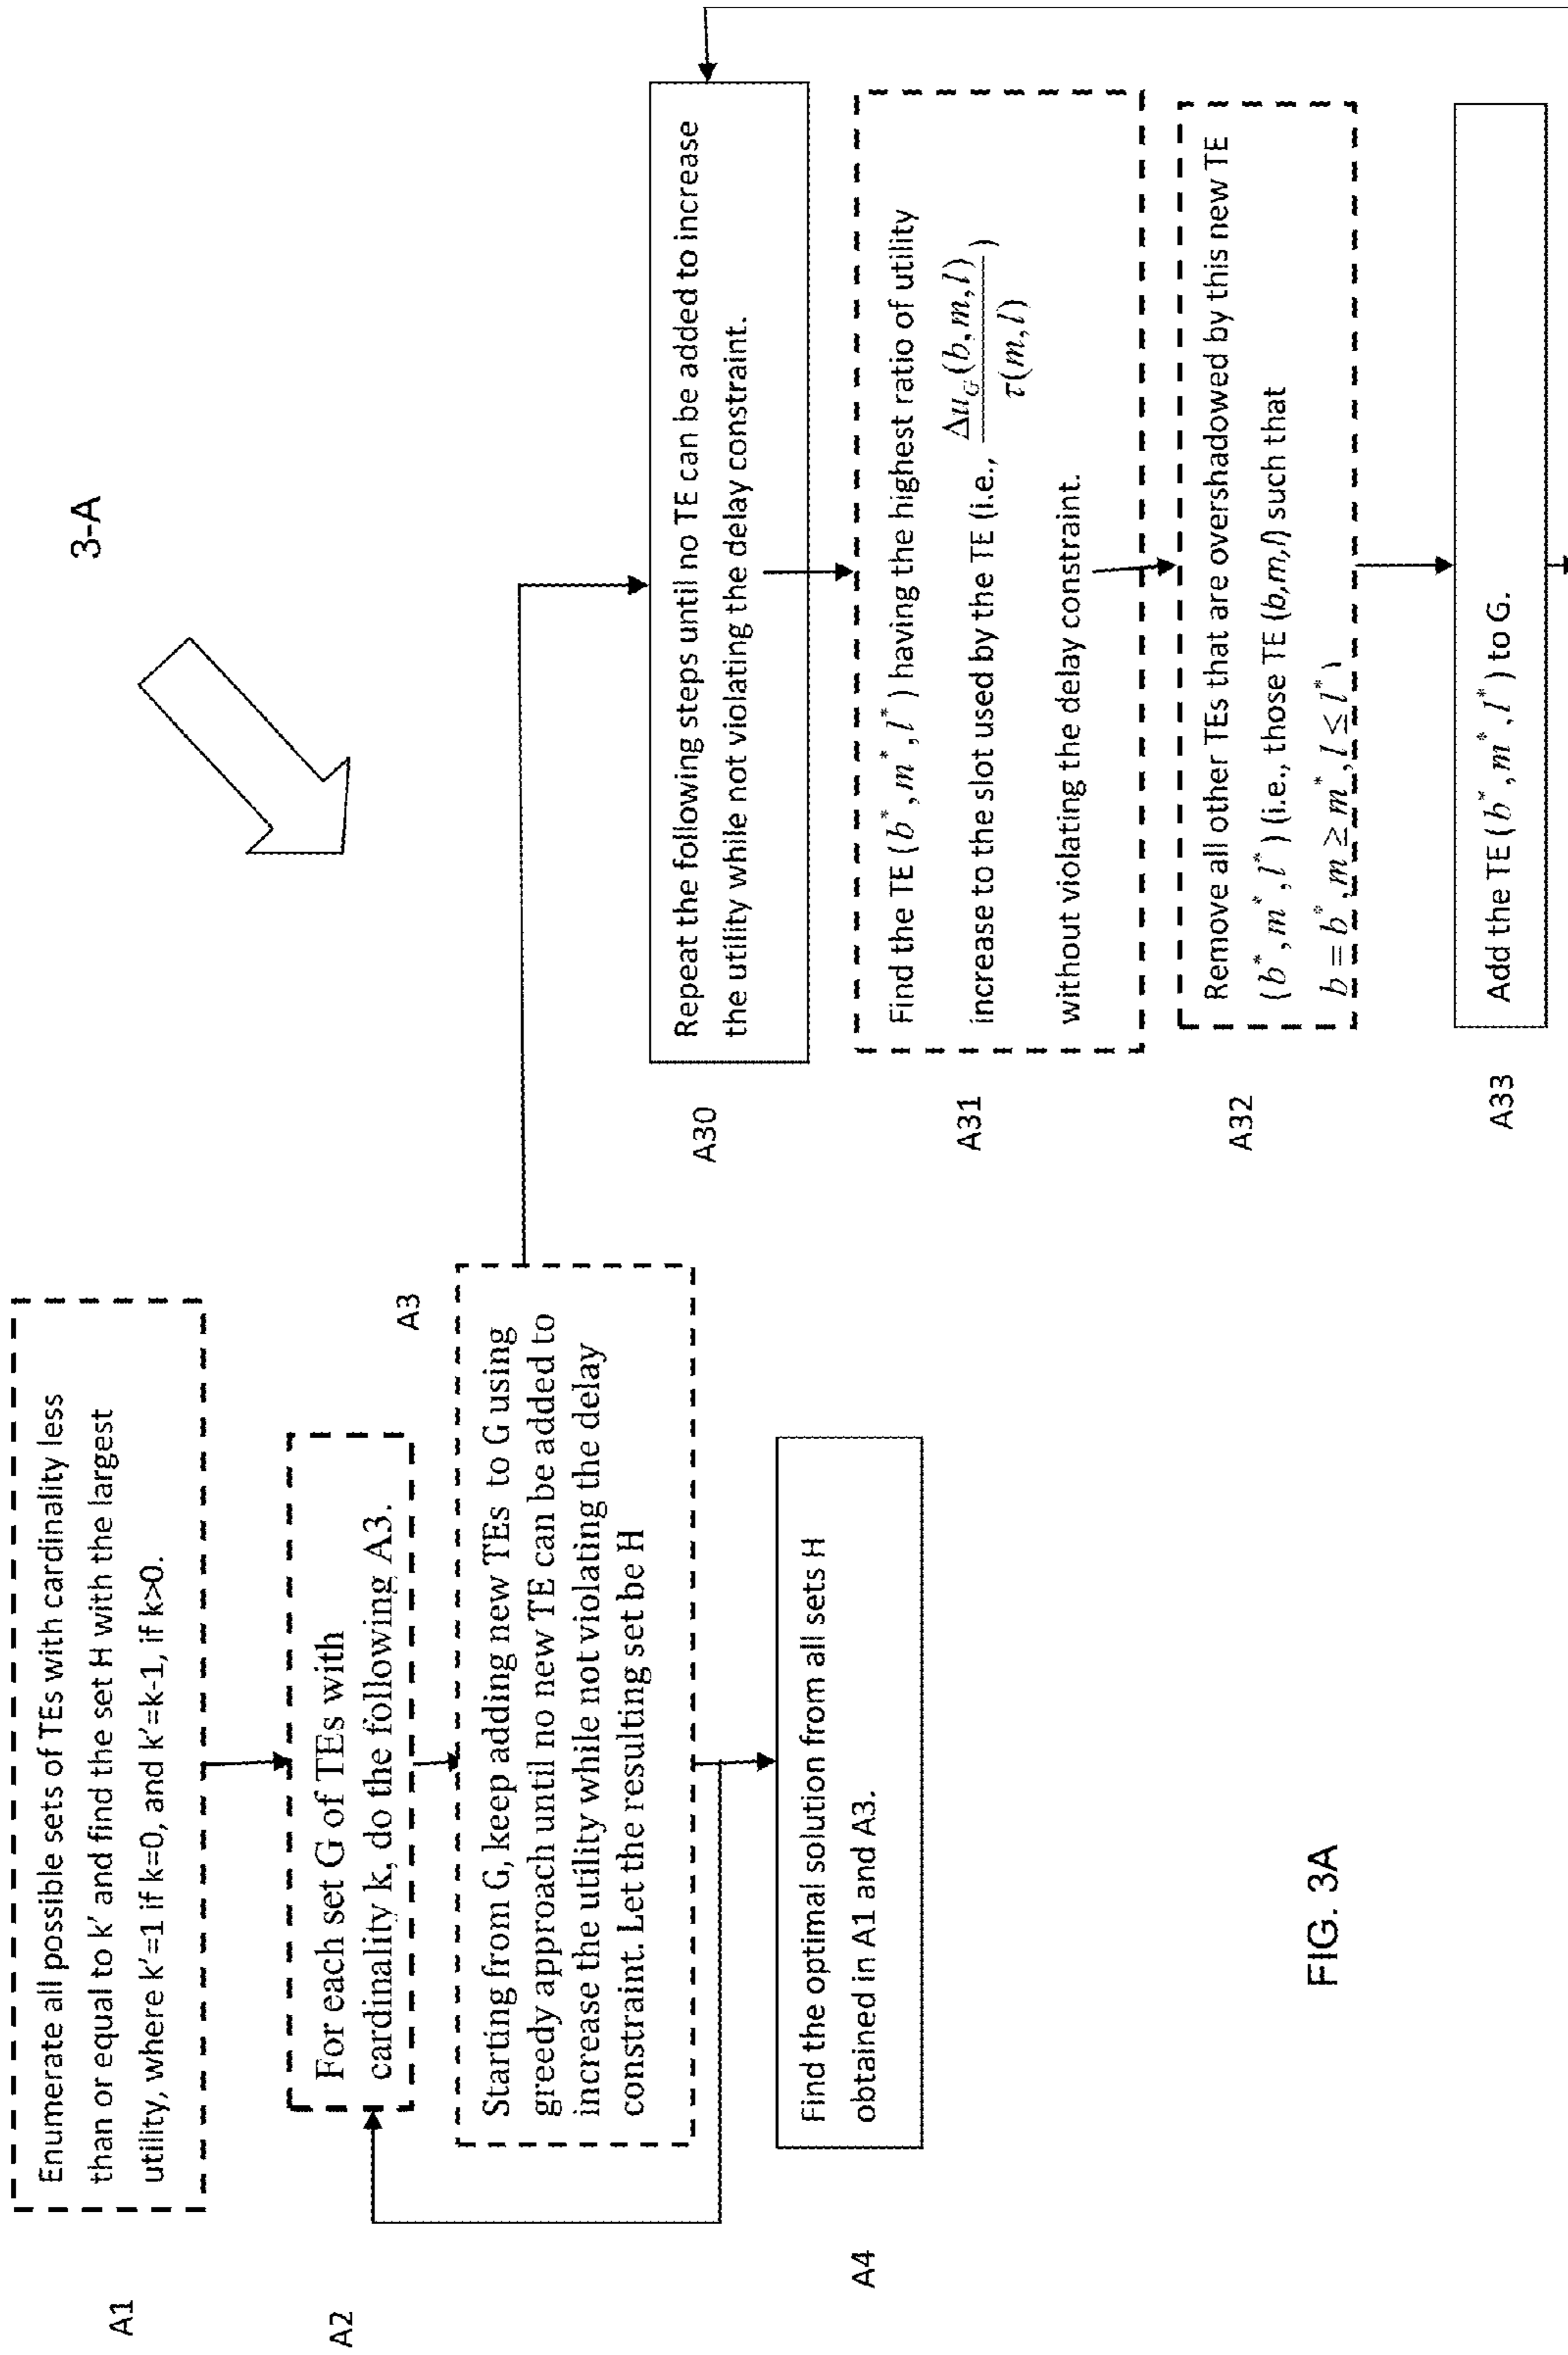 3-A
A1
Enumerate all possible sets of TEs with cardinality less
than or equal to k' and find the set H with the largest
utility, where k'=1 if k=0, and k'=k-1, if k>0.
A2
For each set G of TEs with
cardinality k, do the following A3.
A3
Starting from G, keep adding new TEs to G using
greedy approach until no new TE can be added to
increase the utility while not violating the delay
constraint. Let the resulting set be H
A4
Find the optimal solution from all sets H
obtained in A1 and A3.
A30
Repeat the following steps until no TE can be added to increase
the utility while not violating the delay constraint.
A31
Find the TE (b*, m*, l*) having the highest ratio of utility
increase to the slot used by the TE (i.e., Δu_G(b,m,l) / τ(m,l) )
without violating the delay constraint.
A32
Remove all other TEs that are overshadowed by this new TE
(b*, m*, l*) (i.e., those TE (b,m,l) such that
b = b*, m ≥ m*, l ≤ l* )
A33
Add the TE (b*, m*, l*) to G.
FIG. 3A